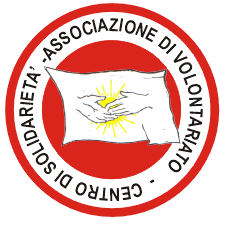 CENTRO DI SOLIDARIETA' - ASSOCIAZIONE DI VOLONTARIATO -